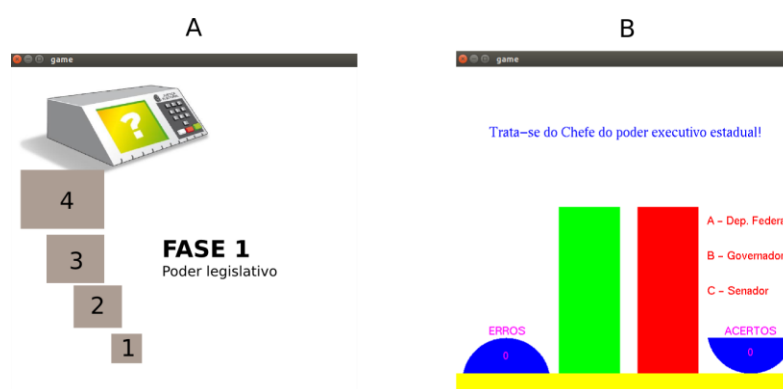 A
game
?
4
3
2
1
FASE 1
Poder legislativo
B
game
Trata-se do Chefe do poder executivo estadual!
A - Dep. Federa
B - Governador
C - Senador
ERROS
0
ACERTOS
0